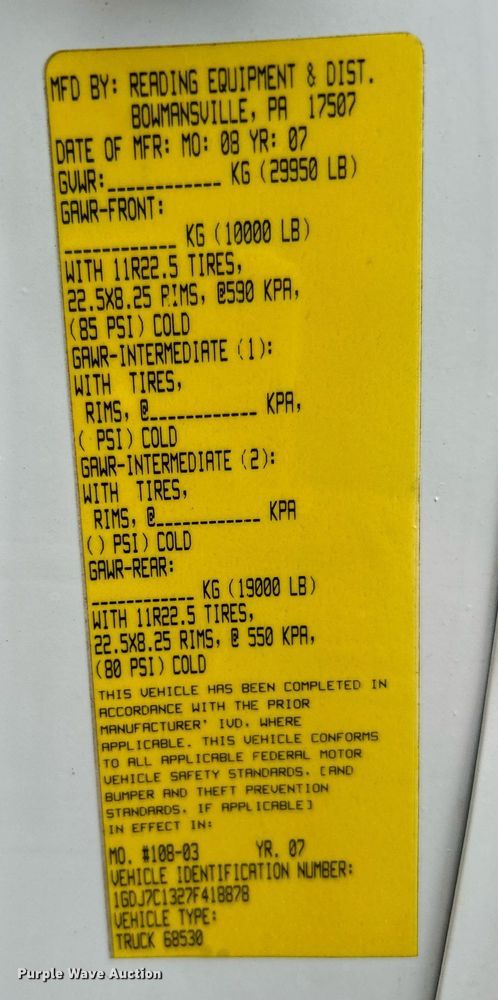 MFD BY: READING EQUIPMENT & DIST.
BOWMANSVILLE, PA 17507
DATE OF MFR: MO: 08 YR: 07
GVWR:____________ KG (29950 LB)
GAWR-FRONT:
____________ KG (10000 LB)
WITH 11R22.5 TIRES,
22.5X8.25 RIMS, @590 KPA,
(85 PSI) COLD
GAWR-INTERMEDIATE (1):
WITH TIRES,
RIMS, @____________ KPA,
( PSI) COLD
GAWR-INTERMEDIATE (2):
WITH TIRES,
RIMS, @____________ KPA
() PSI) COLD
GAWR-REAR:
____________ KG (19000 LB)
WITH 11R22.5 TIRES,
22.5X8.25 RIMS, @ 550 KPA,
(80 PSI) COLD
THIS VEHICLE HAS BEEN COMPLETED IN
ACCORDANCE WITH THE PRIOR
MANUFACTURER' IVD, WHERE
APPLICABLE. THIS VEHICLE CONFORMS
TO ALL APPLICABLE FEDERAL MOTOR
VEHICLE SAFETY STANDARDS, [AND
BUMPER AND THEFT PREVENTION
STANDARDS, IF APPLICABLE]
IN EFFECT IN:
MO. #108-03 YR. 07
VEHICLE IDENTIFICATION NUMBER:
1GDJ7C1327F418878
VEHICLE TYPE:
TRUCK 68530
Purple Wave Auction